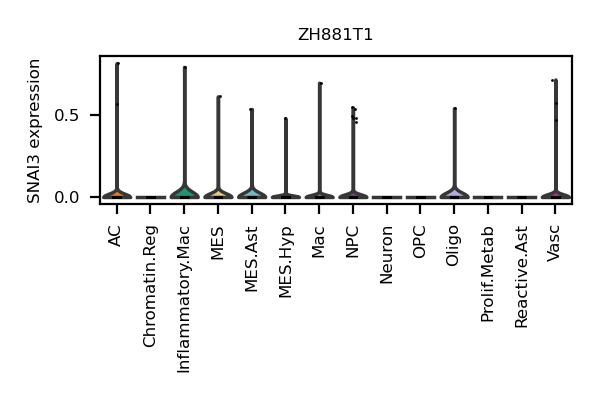 ZH881T1
SNAI3 expression
0.5
0.0
AC
Chromatin.Reg
Inflammatory.Mac
MES
MES.Ast
MES.Hyp
Mac
NPC
Neuron
OPC
Oligo
Prolif.Metab
Reactive.Ast
Vasc